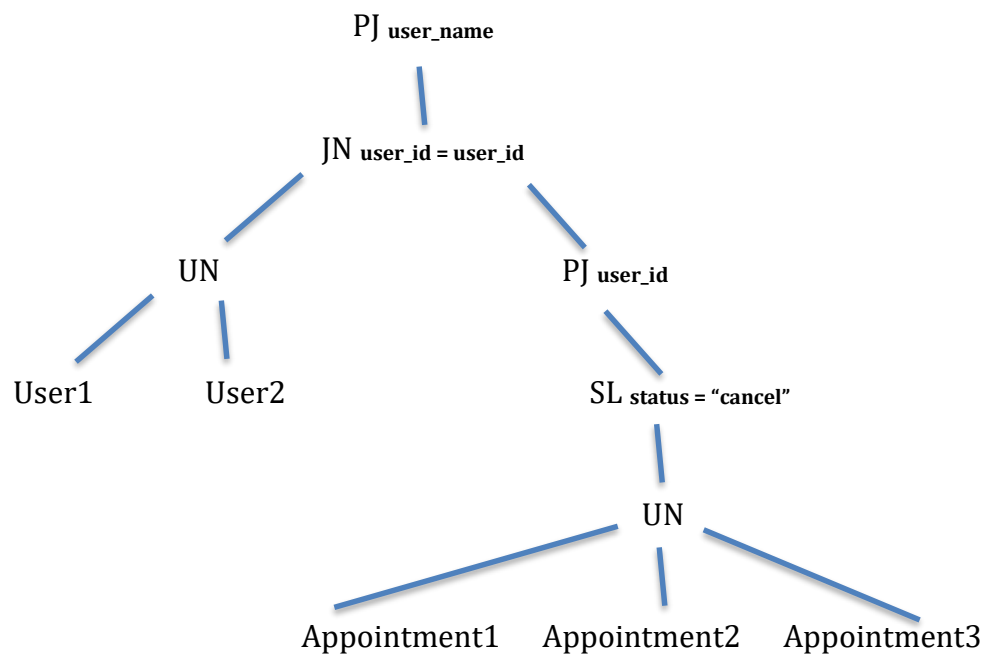 PJ user_name
JN user_id = user_id
UN
PJ user_id
User1
User2
SL status = “cancel”
UN
Appointment1
Appointment2
Appointment3